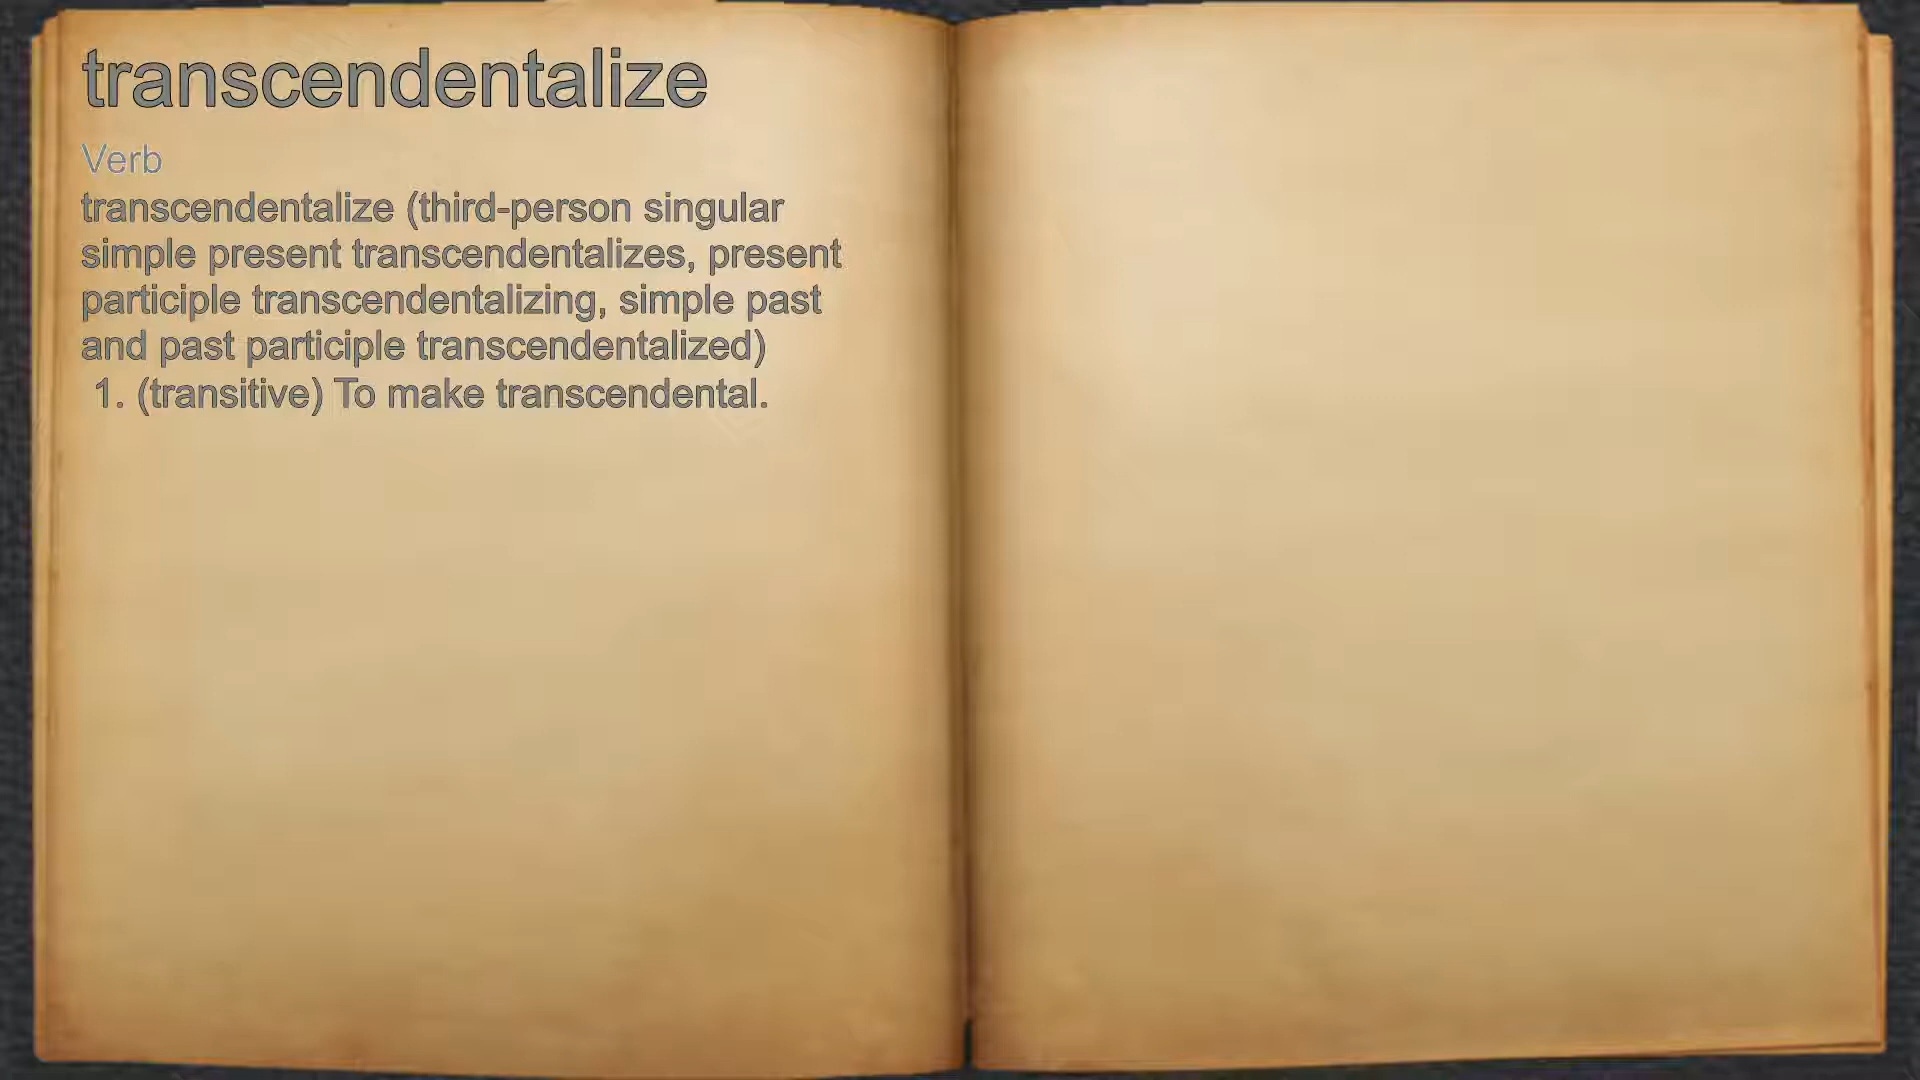 transcendentalize
Verb
transcendentalize (third-person singular
simple present transcendentalizes, present
participle transcendentalizing, simple past
and past participle transcendentalized)
1. (transitive) To make transcendental.